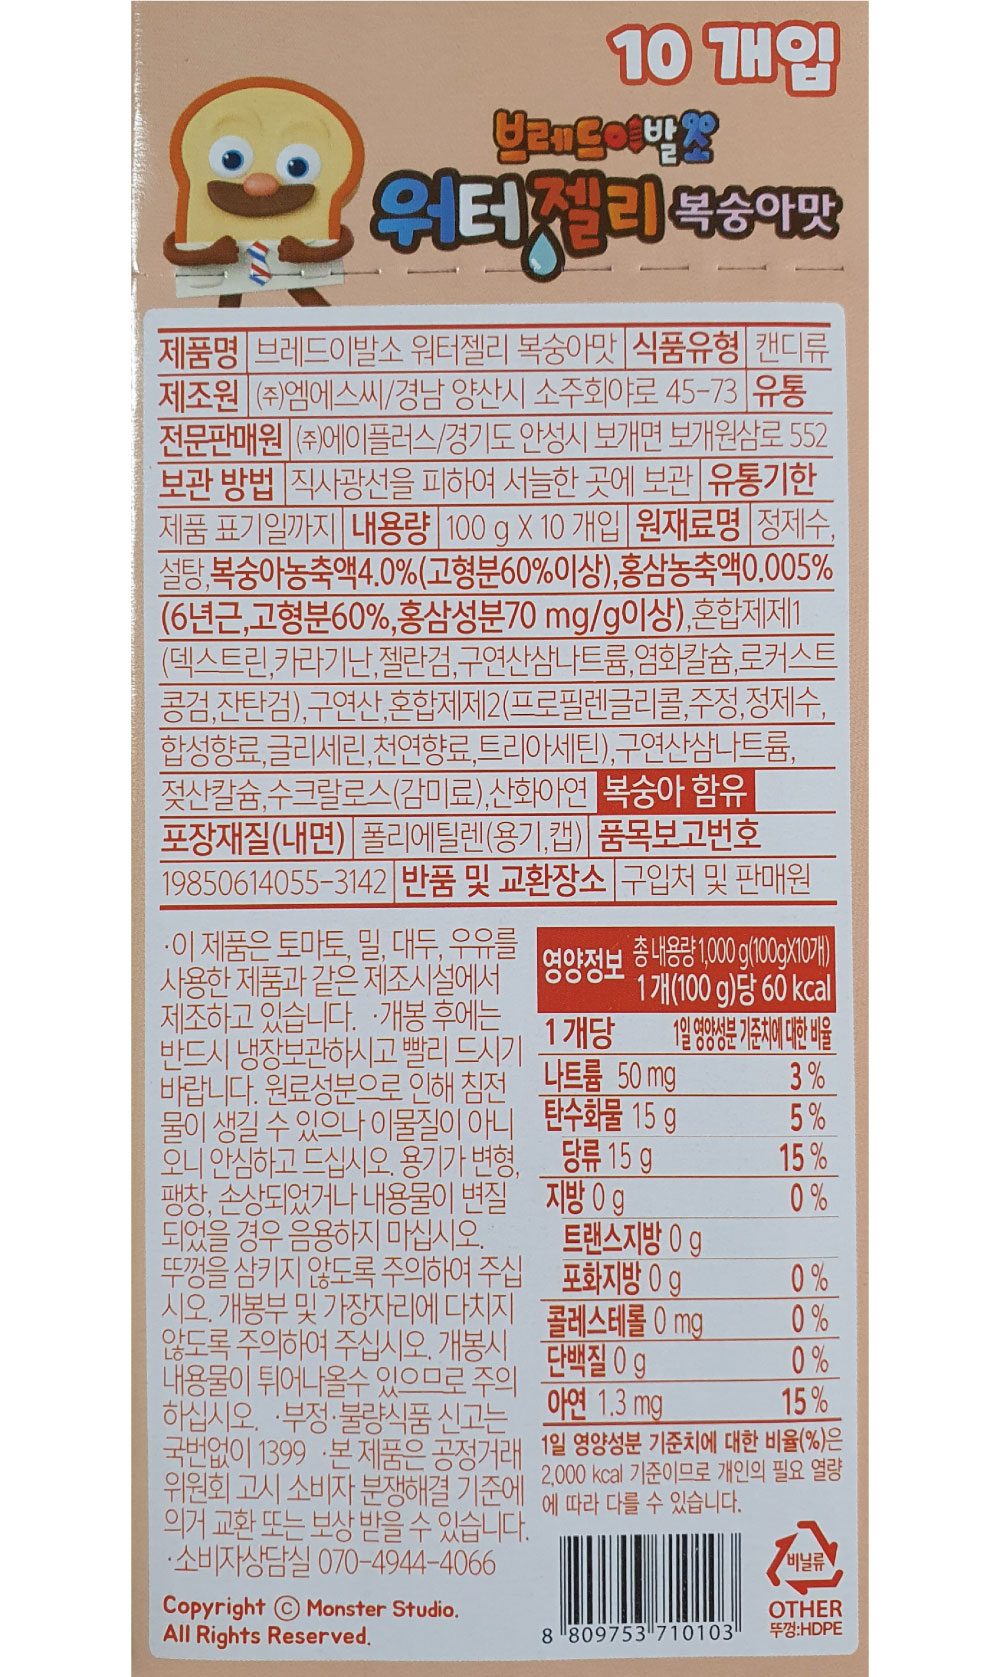 10 개입
브레드이발소
워터젤리 복숭아맛
제품명 브레드이발소 워터젤리 복숭아맛 식품유형 캔디류
제조원 ㈜엠에스씨/경남 양산시 소주회야로 45-73 유통
전문판매원 ㈜에이플러스/경기도 안성시 보개면 보개원삼로 552
보관 방법 직사광선을 피하여 서늘한 곳에 보관 유통기한
제품 표기일까지 내용량 100 g X 10 개입 원재료명 정제수,
설탕,복숭아농축액4.0%(고형분60%이상),홍삼농축액0.005%
(6년근,고형분60%,홍삼성분70 mg/g이상),혼합제제1
(덱스트린,카라기난,젤란검,구연산삼나트륨,염화칼슘,로커스트
콩검,잔탄검),구연산,혼합제제2(프로필렌글리콜,주정,정제수,
합성향료,글리세린,천연향료,트리아세틴),구연산삼나트륨,
젖산칼슘,수크랄로스(감미료),산화아연 복숭아 함유
포장재질(내면) 폴리에틸렌(용기,캡) 품목보고번호
19850614055-3142 반품 및 교환장소 구입처 및 판매원
·이 제품은 토마토, 밀, 대두, 우유를
사용한 제품과 같은 제조시설에서
제조하고 있습니다. ·개봉 후에는
반드시 냉장보관하시고 빨리 드시기
바랍니다. 원료성분으로 인해 침전
물이 생길 수 있으나 이물질이 아니
오니 안심하고 드십시오. 용기가 변형,
팽창, 손상되었거나 내용물이 변질
되었을 경우 음용하지 마십시오.
뚜껑을 삼키지 않도록 주의하여 주십
시오. 개봉부 및 가장자리에 다치지
않도록 주의하여 주십시오. 개봉시
내용물이 튀어나올수 있으므로 주의
하십시오. ·부정·불량식품 신고는
국번없이 1399 ·본 제품은 공정거래
위원회 고시 소비자 분쟁해결 기준에
의거 교환 또는 보상 받을 수 있습니다.
·소비자상담실 070-4944-4066
Copyright ⓒ Monster Studio.
All Rights Reserved.
영양정보 총 내용량 1,000 g(100gX10개)
1 개(100 g)당 60 kcal
1 개당 1일 영양성분 기준치에 대한 비율
나트륨 50 mg 3 %
탄수화물 15 g 5 %
당류 15 g 15 %
지방 0 g 0 %
트랜스지방 0 g
포화지방 0 g 0 %
콜레스테롤 0 mg 0 %
단백질 0 g 0 %
아연 1.3 mg 15 %
1일 영양성분 기준치에 대한 비율(%)은
2,000 kcal 기준이므로 개인의 필요 열량
에 따라 다를 수 있습니다.
8 809753 710103
비닐류
OTHER
뚜껑:HDPE